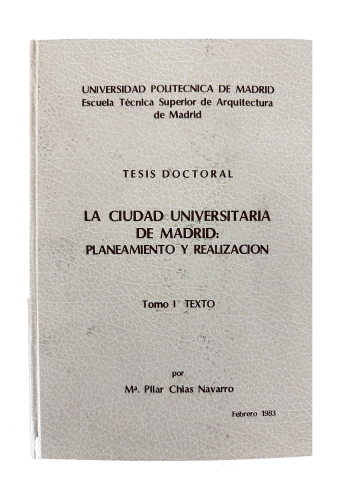 UNIVERSIDAD POLITECNICA DE MADRID
Escuela Técnica Superior de Arquitectura
de Madrid
TESIS DOCTORAL
LA CIUDAD UNIVERSITARIA
DE MADRID:
PLANEAMIENTO Y REALIZACION
Tomo I TEXTO
por
Mª. Pilar Chias Navarro
Febrero 1983